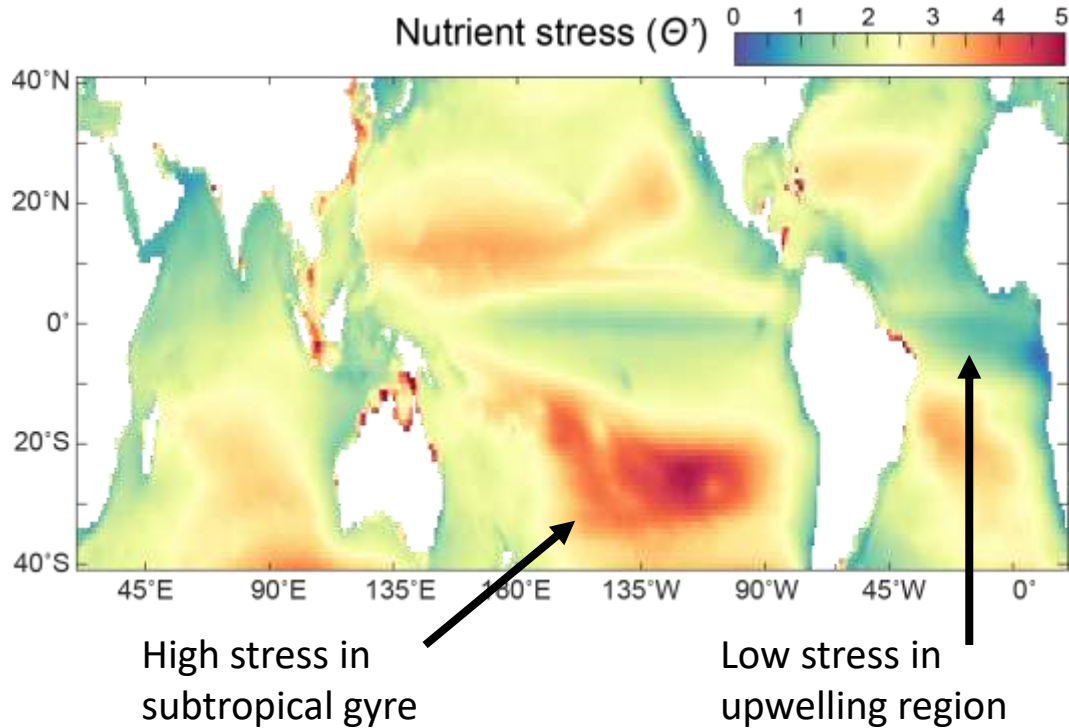 Nutrient stress (Θ') 0 1 2 3 4 5
40˚N
20˚N
0˚
20˚S
40˚S
45˚E 90˚E 135˚E 180˚E 135˚W 90˚W 45˚W 0˚
High stress in
subtropical gyre
Low stress in
upwelling region